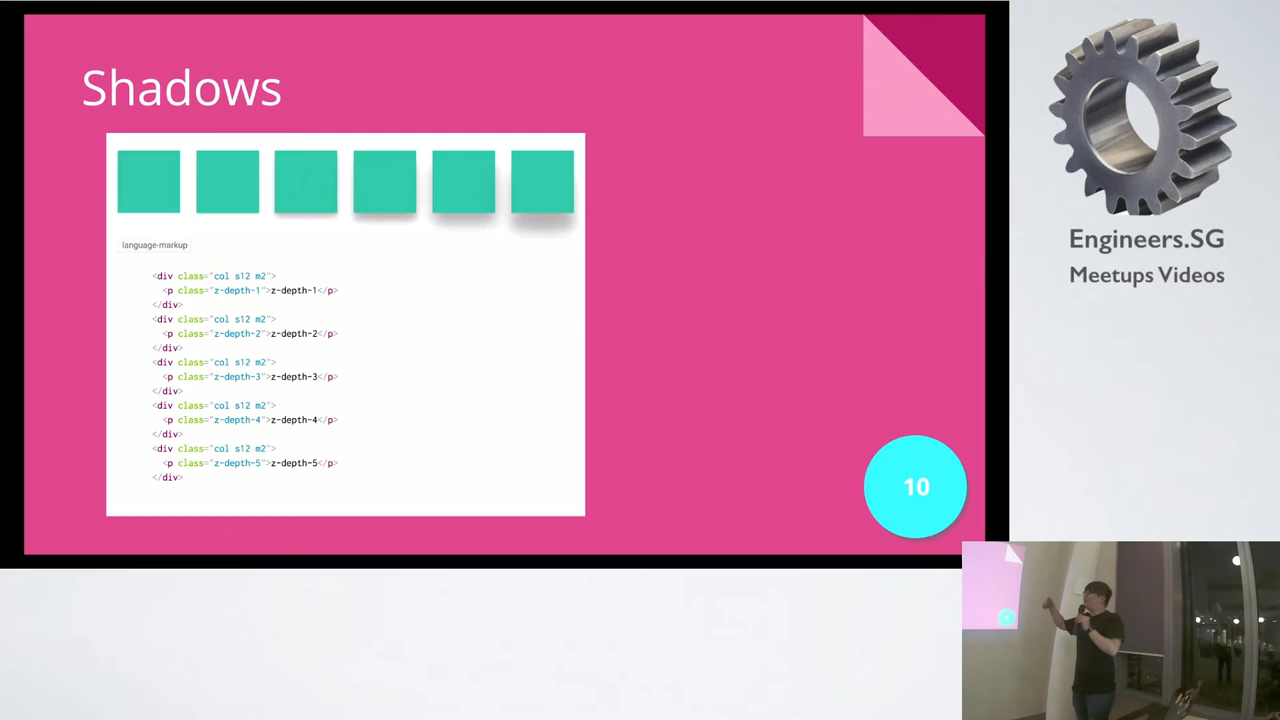 Shadows
language-markup
<div class="col s12 m2">
<p class="z-depth-1">z-depth-1</p>
</div>
<div class="col s12 m2">
<p class="z-depth-2">z-depth-2</p>
</div>
<div class="col s12 m2">
<p class="z-depth-3">z-depth-3</p>
</div>
<div class="col s12 m2">
<p class="z-depth-4">z-depth-4</p>
</div>
<div class="col s12 m2">
<p class="z-depth-5">z-depth-5</p>
</div>
10
Engineers.SG
Meetups Videos